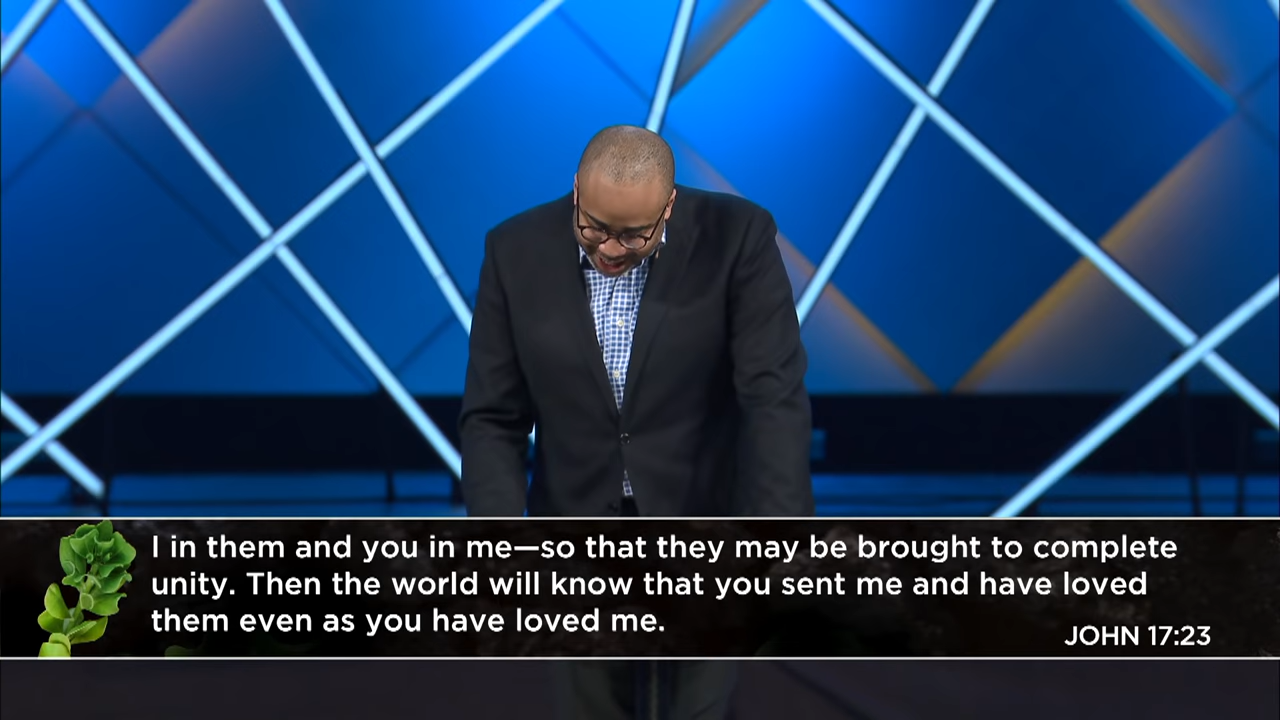 I in them and you in me—so that they may be brought to complete
unity. Then the world will know that you sent me and have loved
them even as you have loved me.
JOHN 17:23